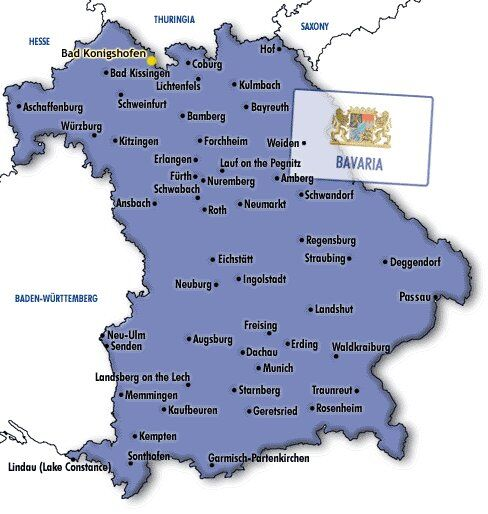 THURINGIA
SAXONY
HESSE
Hof
Bad Konigshofen
Coburg
Bad Kissingen
Lichtenfels
Kulmbach
Aschaffenburg
Schweinfurt
Bayreuth
Bamberg
Würzburg
Kitzingen
Forchheim
Weiden
BAVARIA
Erlangen
Lauf on the Pegnitz
Fürth
Nuremberg
Amberg
Schwabach
Schwandorf
Ansbach
Roth
Neumarkt
Regensburg
Eichstätt
Straubing
Deggendorf
Neuburg
Ingolstadt
BADEN-WÜRTTEMBERG
Passau
Landshut
Freising
Neu-Ulm
Augsburg
Erding
Senden
Dachau
Waldkraiburg
Munich
Landsberg on the Lech
Memmingen
Starnberg
Traunreut
Kaufbeuren
Geretsried
Rosenheim
Kempten
Sonthofen
Garmisch-Partenkirchen
Lindau (Lake Constance)